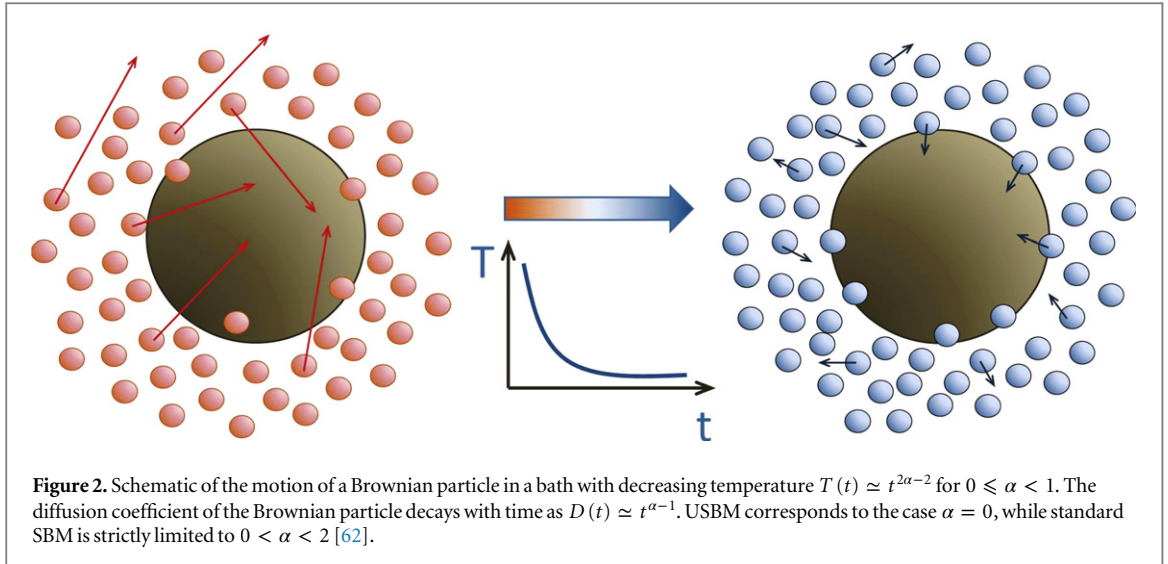 T
t
Figure 2. Schematic of the motion of a Brownian particle in a bath with decreasing temperature T(t) ≃ t^{2α−2} for 0 ⩽ α < 1. The
diffusion coefficient of the Brownian particle decays with time as D(t) ≃ t^{α−1}. USBM corresponds to the case α = 0, while standard
SBM is strictly limited to 0 < α < 2 [62].